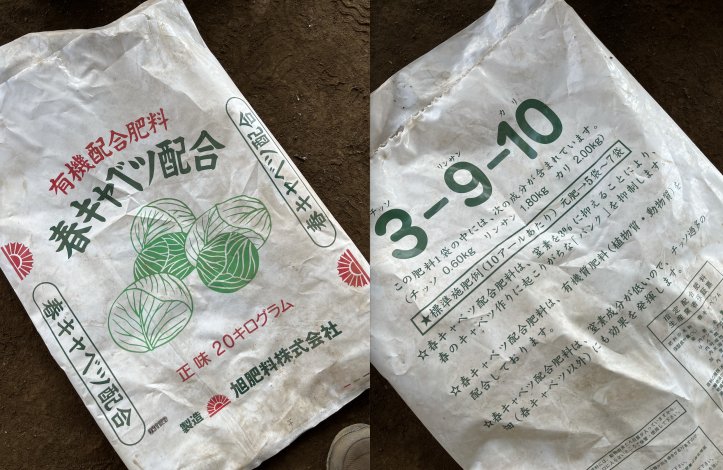 有機配合肥料
春キャベツ配合
春キャベツ配合
春キャベツ配合
正味 20キログラム
製造 旭肥料株式会社
チッソ リンサン カリ
3-9-10
この肥料1袋の中には、次の成分が含まれています。
(チッソ 0.60kg リンサン 1.80kg カリ 2.00kg)
★標準施肥例(10アールあたり) 元肥→5袋~7袋
☆春キャベツ配合肥料は、窒素を3%に抑えることにより、
春のキャベツ作りに起こりがちな「パンク」を抑制します
☆春キャベツ配合肥料は、有機質肥料(植物質・動物質)を
配合しております。
☆春キャベツ配合肥料は、窒素成分が低いので、チッソ過多の
畑(春キャベツ以外)にも効果を発揮します。
指定配合肥料